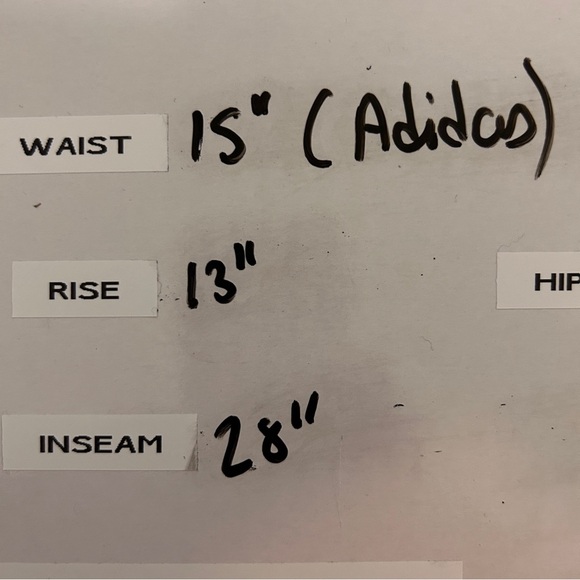 WAIST 15" (Adidas)
RISE 13" HIP
INSEAM 28"